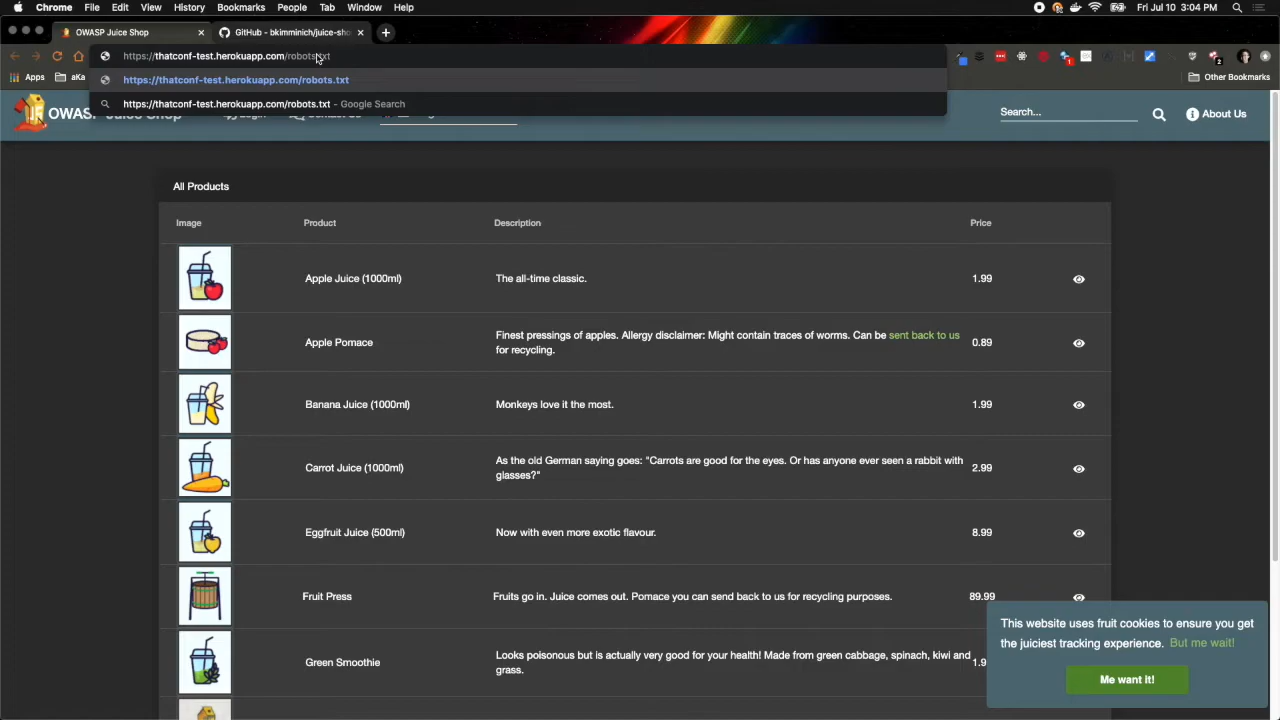 Chrome File Edit View History Bookmarks People Tab Window Help Fri Jul 10 3:04 PM
OWASP Juice Shop GitHub - bkimminich/juice-sho
https://thatconf-test.herokuapp.com/robots.txt
https://thatconf-test.herokuapp.com/robots.txt
Apps aKa Other Bookmarks
https://thatconf-test.herokuapp.com/robots.txt - Google Search
OWASP Juice Shop Login Contact Us Search... About Us
All Products
Image Product Description Price
Apple Juice (1000ml) The all-time classic. 1.99
Apple Pomace Finest pressings of apples. Allergy disclaimer: Might contain traces of worms. Can be sent back to us 0.89
for recycling.
Banana Juice (1000ml) Monkeys love it the most. 1.99
Carrot Juice (1000ml) As the old German saying goes: "Carrots are good for the eyes. Or has anyone ever seen a rabbit with 2.99
glasses?"
Eggfruit Juice (500ml) Now with even more exotic flavour. 8.99
Fruit Press Fruits go in. Juice comes out. Pomace you can send back to us for recycling purposes. 89.99
Green Smoothie Looks poisonous but is actually very good for your health! Made from green cabbage, spinach, kiwi and 1.9
grass.
This website uses fruit cookies to ensure you get
the juiciest tracking experience. But me wait!
Me want it!